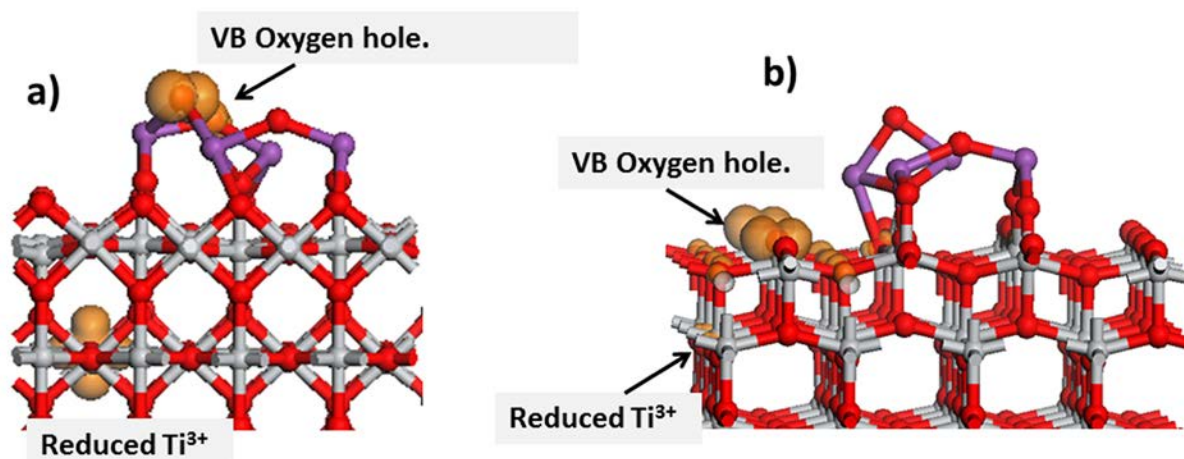 a)
VB Oxygen hole.
Reduced Ti³⁺
b)
VB Oxygen hole.
Reduced Ti³⁺